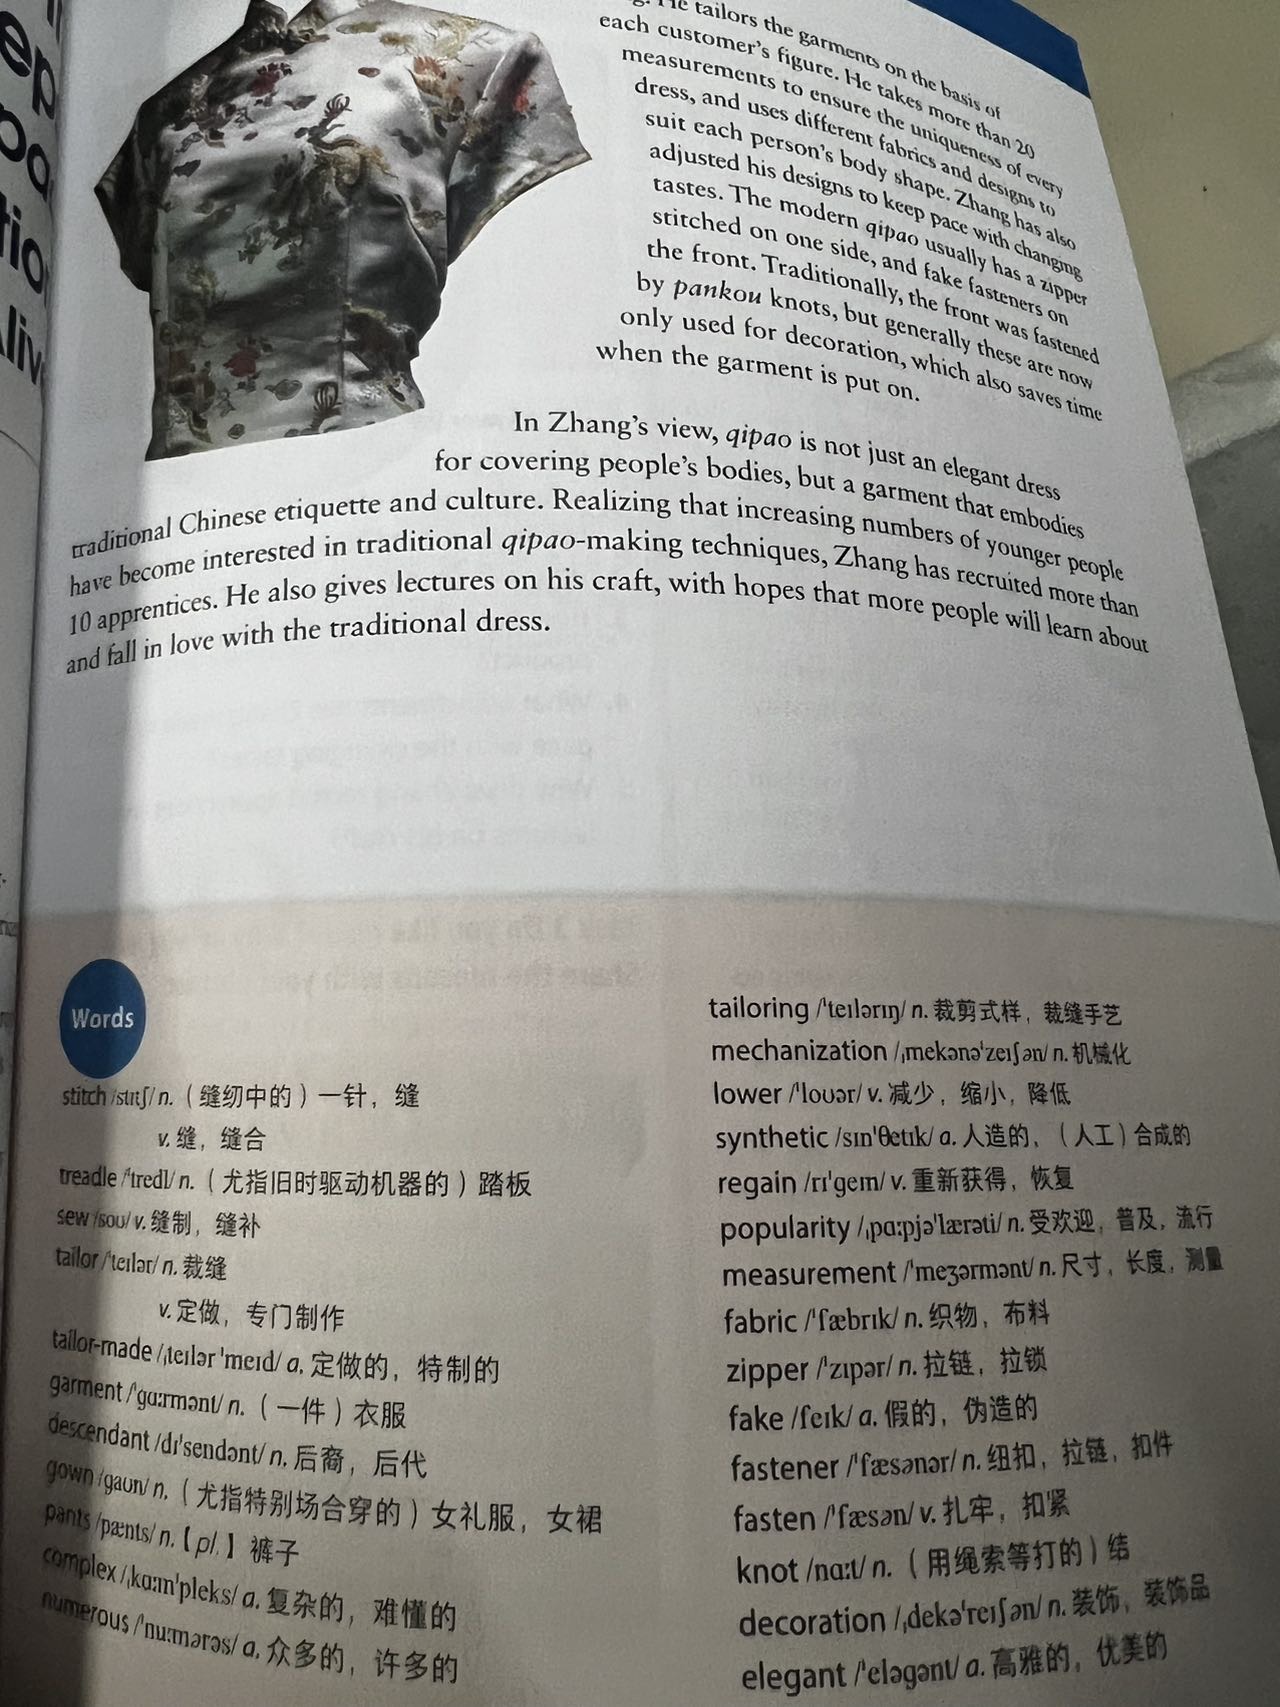 He tailors the garments on the basis of
each customer's figure. He takes more than 20
measurements to ensure the uniqueness of every
dress, and uses different fabrics and designs to
suit each person's body shape. Zhang has also
adjusted his designs to keep pace with changing
tastes. The modern qipao usually has a zipper
stitched on one side, and fake fasteners on
the front. Traditionally, the front was fastened
by pankou knots, but generally these are now
only used for decoration, which also saves time
when the garment is put on.
In Zhang's view, qipao is not just an elegant dress
for covering people's bodies, but a garment that embodies
traditional Chinese etiquette and culture. Realizing that increasing numbers of younger people
have become interested in traditional qipao-making techniques, Zhang has recruited more than
10 apprentices. He also gives lectures on his craft, with hopes that more people will learn about
and fall in love with the traditional dress.
Words
stitch /stɪtʃ/ n.（缝纫中的）一针，缝
v. 缝，缝合
treadle /ˈtredl/ n.（尤指旧时驱动机器的）踏板
sew /soʊ/ v. 缝制，缝补
tailor /ˈteɪlər/ n. 裁缝
v. 定做，专门制作
tailor-made /ˌteɪlər ˈmeɪd/ a. 定做的，特制的
garment /ˈɡɑːrmənt/ n.（一件）衣服
descendant /dɪˈsendənt/ n. 后裔，后代
gown /ɡaʊn/ n.（尤指特别场合穿的）女礼服，女裙
pants /pænts/ n.【pl.】裤子
complex /ˌkɑːmˈpleks/ a. 复杂的，难懂的
numerous /ˈnuːmərəs/ a. 众多的，许多的
tailoring /ˈteɪlərɪŋ/ n. 裁剪式样，裁缝手艺
mechanization /ˌmekənəˈzeɪʃən/ n. 机械化
lower /ˈloʊər/ v. 减少，缩小，降低
synthetic /sɪnˈθetɪk/ a. 人造的，（人工）合成的
regain /rɪˈɡeɪn/ v. 重新获得，恢复
popularity /ˌpɑːpjəˈlærəti/ n. 受欢迎，普及，流行
measurement /ˈmeʒərmənt/ n. 尺寸，长度，测量
fabric /ˈfæbrɪk/ n. 织物，布料
zipper /ˈzɪpər/ n. 拉链，拉锁
fake /feɪk/ a. 假的，伪造的
fastener /ˈfæsənər/ n. 纽扣，拉链，扣件
fasten /ˈfæsən/ v. 扎牢，扣紧
knot /nɑːt/ n.（用绳索等打的）结
decoration /ˌdekəˈreɪʃən/ n. 装饰，装饰品
elegant /ˈeləɡənt/ a. 高雅的，优美的